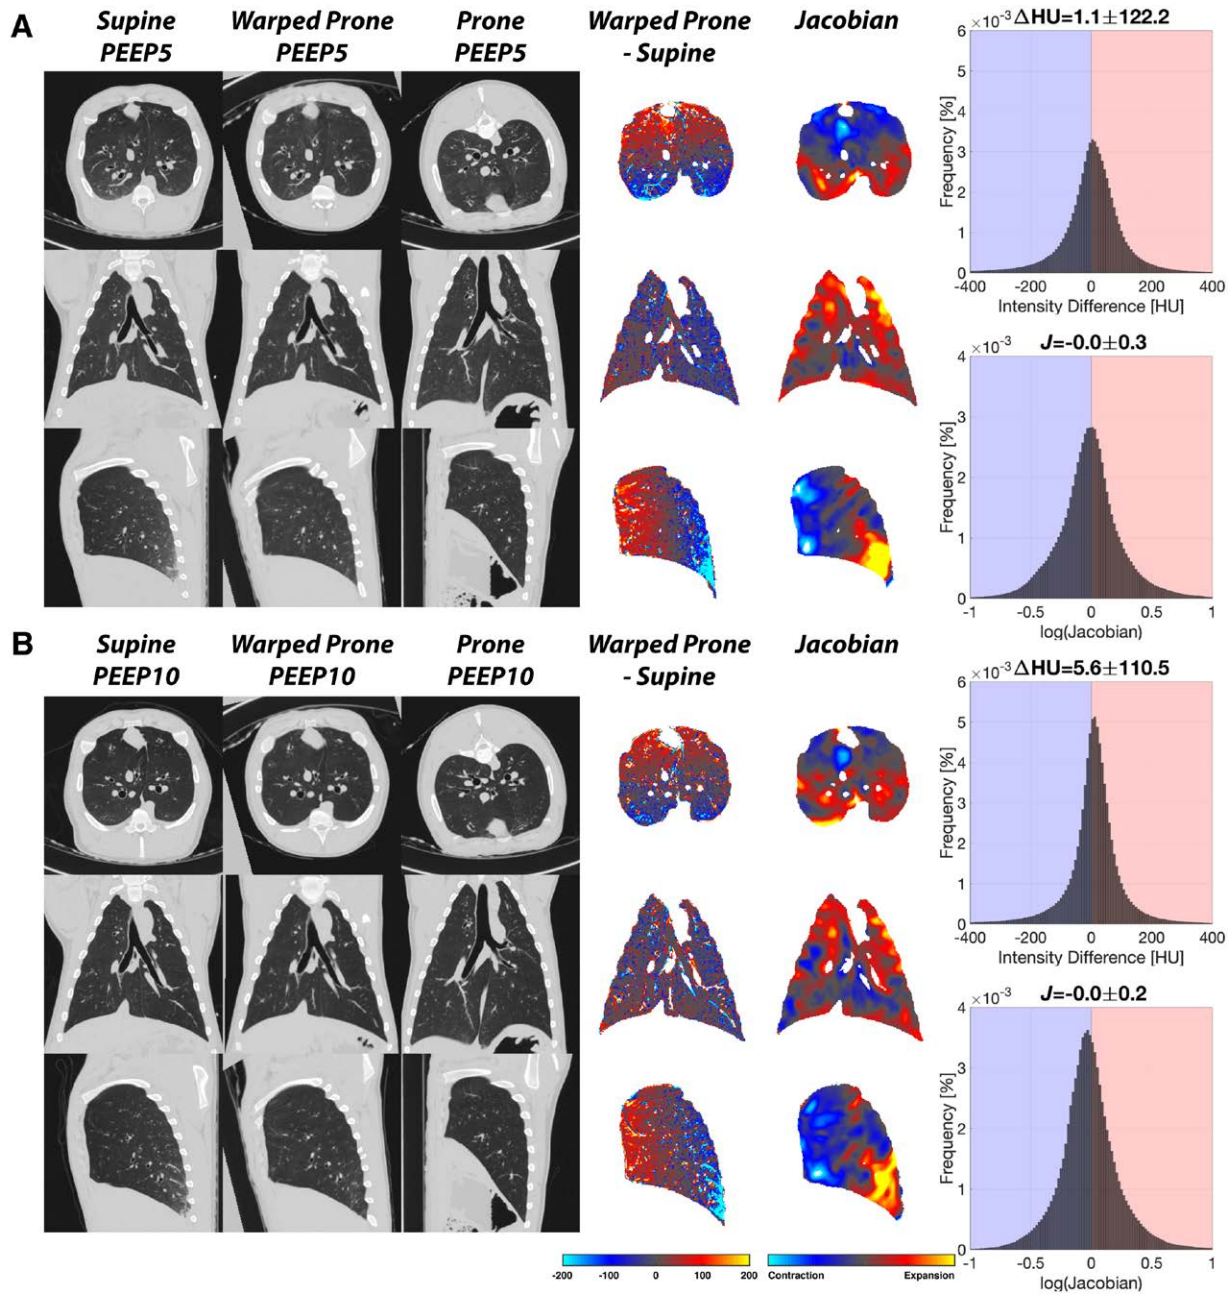 A
Supine
PEEP5
Warped Prone
PEEP5
Prone
PEEP5
Warped Prone
- Supine
Jacobian
×10⁻³ ΔHU=1.1±122.2
6
5
4
3
2
1
0
Frequency [%]
-400 -200 0 200 400
Intensity Difference [HU]
×10⁻³ J=-0.0±0.3
4
3
2
1
0
Frequency [%]
-1 -0.5 0 0.5 1
log(Jacobian)
B
Supine
PEEP10
Warped Prone
PEEP10
Prone
PEEP10
Warped Prone
- Supine
Jacobian
×10⁻³ ΔHU=5.6±110.5
6
5
4
3
2
1
0
Frequency [%]
-400 -200 0 200 400
Intensity Difference [HU]
×10⁻³ J=-0.0±0.2
4
3
2
1
0
Frequency [%]
-1 -0.5 0 0.5 1
log(Jacobian)
-200 -100 0 100 200
Contraction Expansion